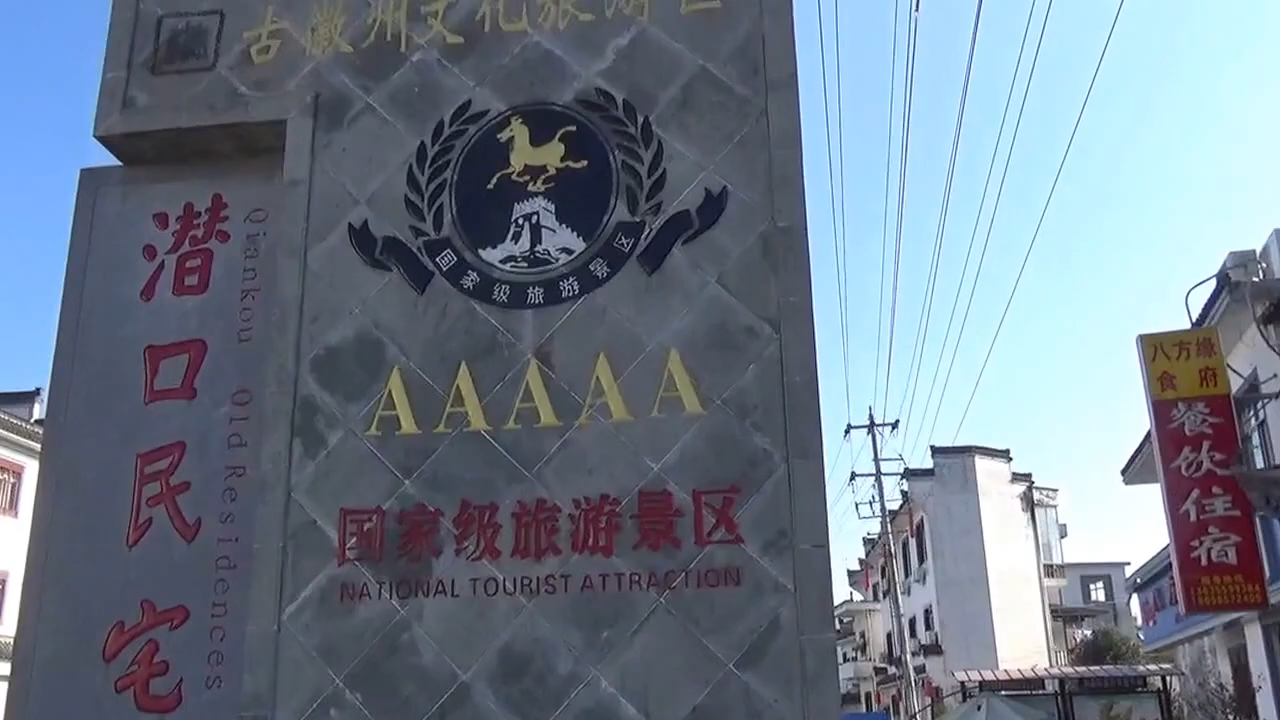 古徽州文化旅游区
国家级旅游景区
AAAAA
国家级旅游景区
NATIONAL TOURIST ATTRACTION
潜口民宅
Qiankou Old Residences
八方缘
食府
餐饮住宿